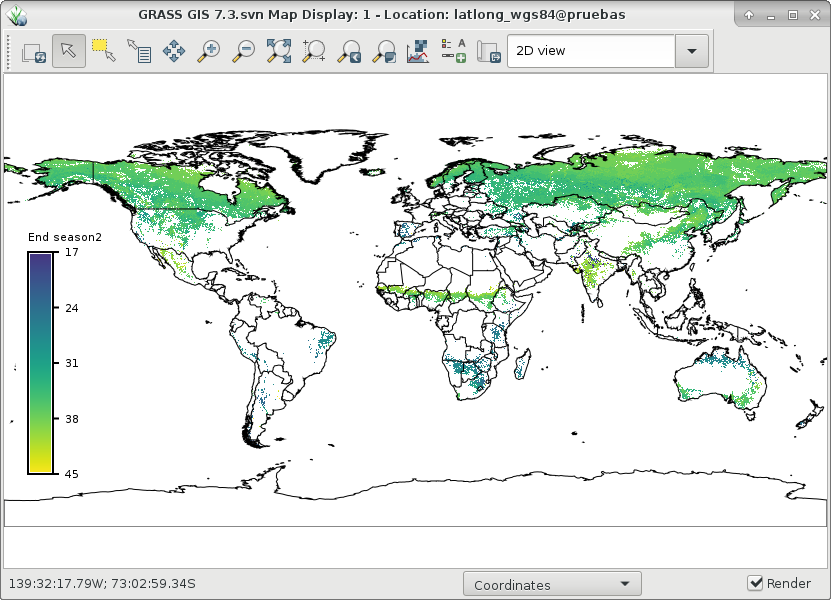 GRASS GIS 7.3.svn Map Display: 1 - Location: latlong_wgs84@pruebas
A
2D view
End season2
17
24
31
38
45
139:32:17.79W; 73:02:59.34S
Coordinates
Render